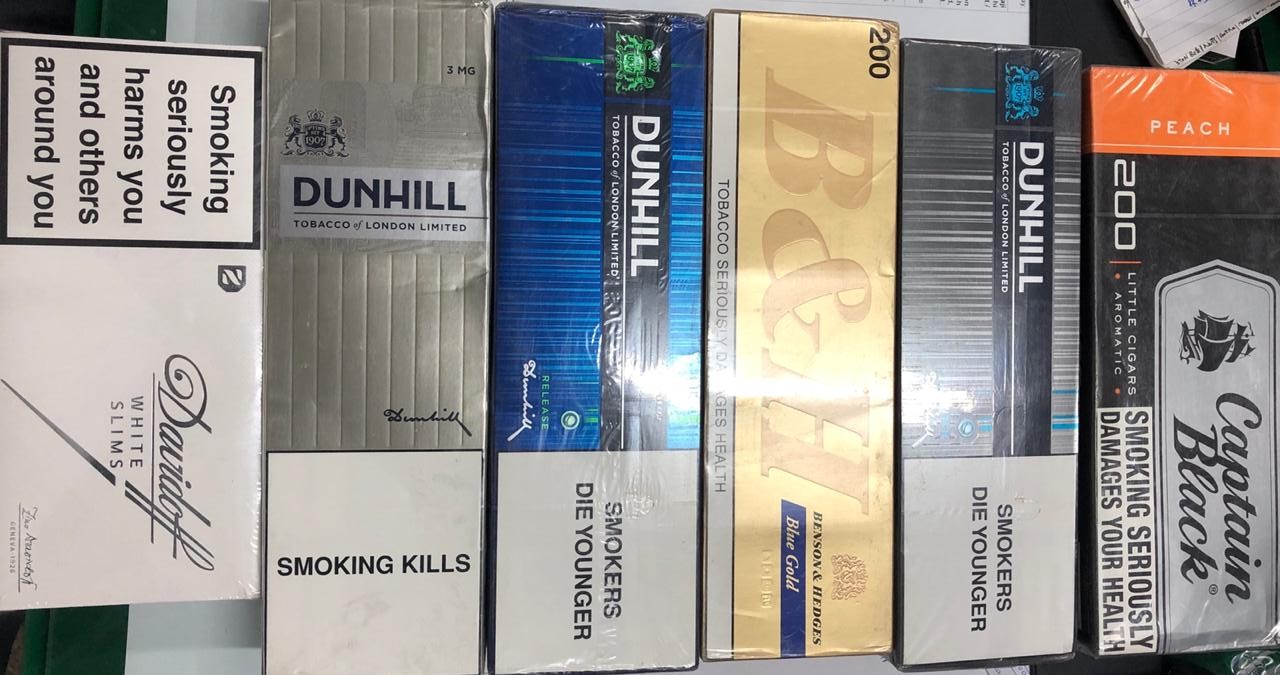 Smoking
seriously
harms you
and others
around you
Davidoff
WHITE
SLIMS
GENEVA·1926
3 MG
1907
DUNHILL
TOBACCO of LONDON LIMITED
Dunhill
SMOKING KILLS
DUNHILL
TOBACCO of LONDON LIMITED
RELEASE
Dunhill
SMOKERS
DIE YOUNGER
200
B&H
TOBACCO SERIOUSLY DAMAGES HEALTH
BENSON & HEDGES
Blue Gold
DUNHILL
TOBACCO of LONDON LIMITED
SMOKERS
DIE YOUNGER
PEACH
200
LITTLE CIGARS
• AROMATIC •
Captain
Black®
SMOKING SERIOUSLY
DAMAGES YOUR HEALTH